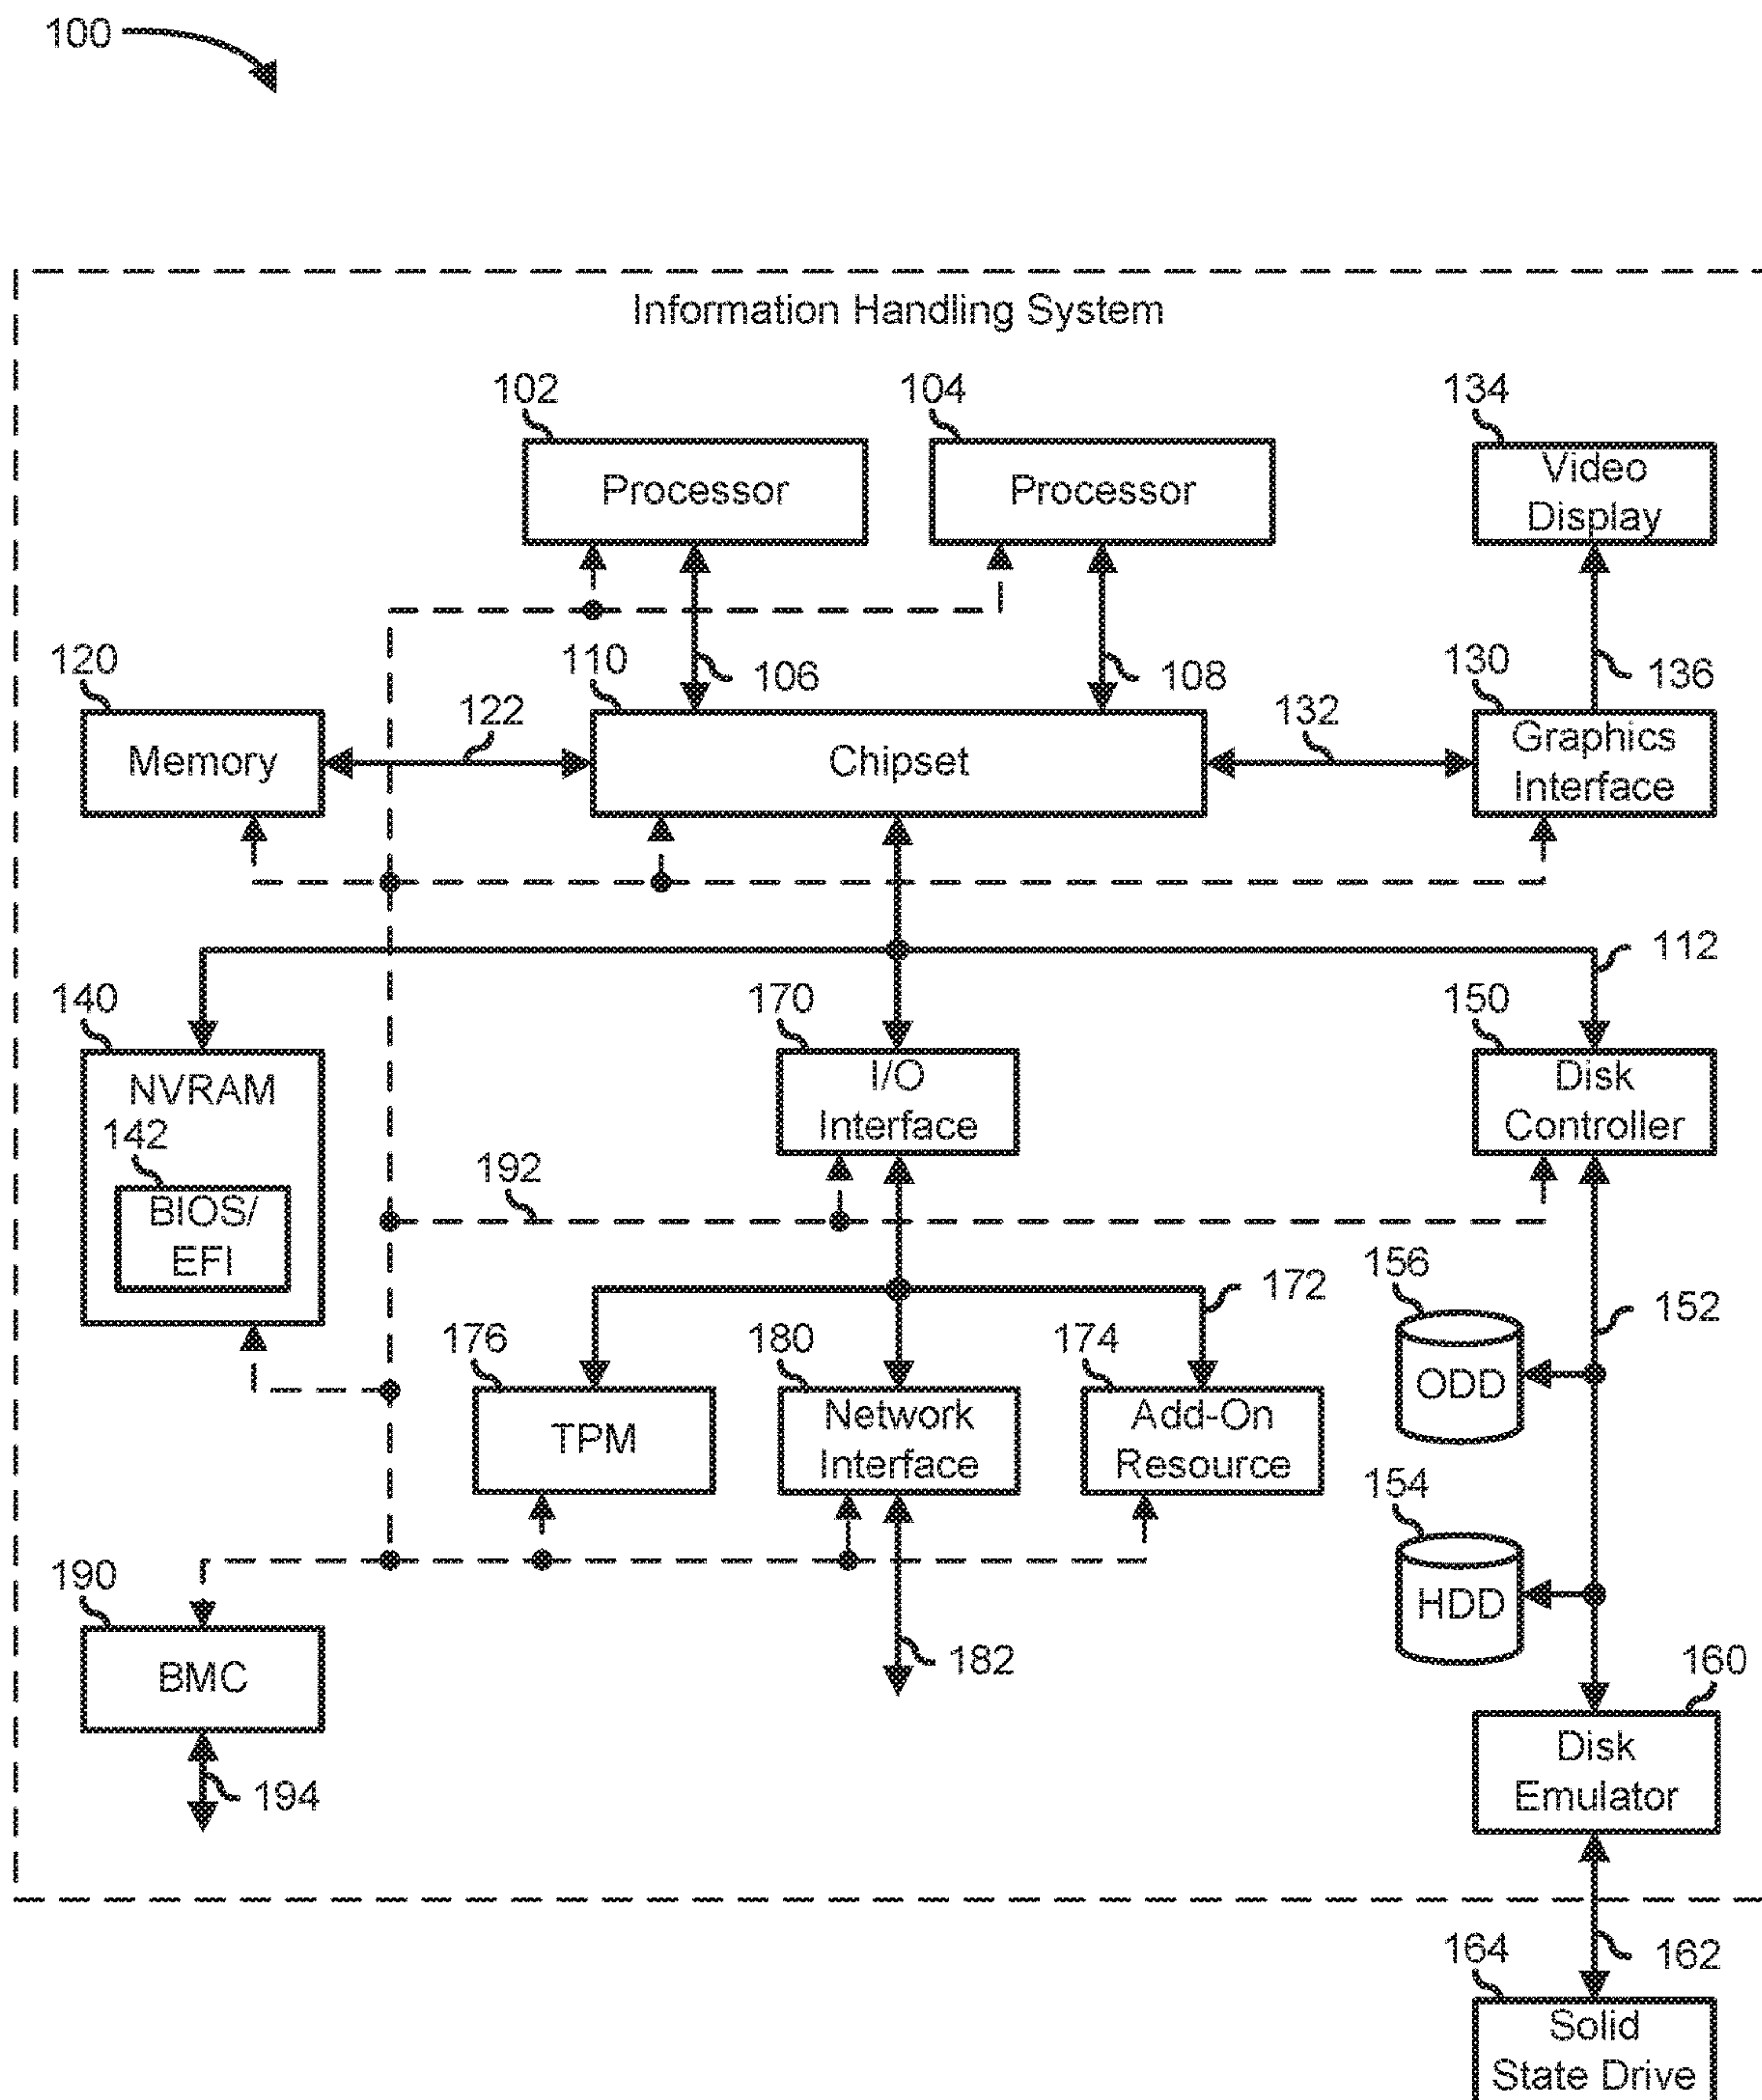 100
Information Handling System
102
104
134
Processor
Processor
Video
Display
120
110
106
108
130
136
122
132
Memory
Chipset
Graphics
Interface
112
140
170
150
NVRAM
I/O
Interface
Disk
Controller
142
BIOS/
EFI
192
156
172
152
176
180
174
ODD
TPM
Network
Interface
Add-On
Resource
154
HDD
190
182
160
BMC
Disk
Emulator
194
164
162
Solid
State Drive